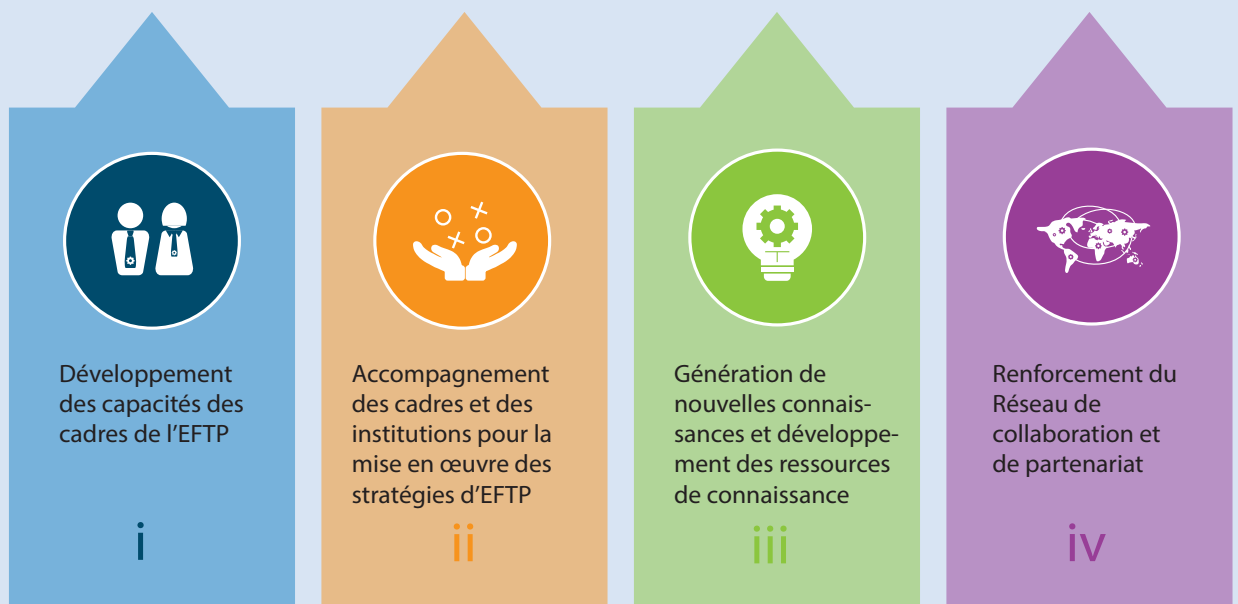 Développement
des capacités des
cadres de l'EFTP
i
Accompagnement
des cadres et des
institutions pour la
mise en œuvre des
stratégies d'EFTP
ii
Génération de
nouvelles connais-
sances et développe-
ment des ressources
de connaissance
iii
Renforcement du
Réseau de
collaboration et
de partenariat
iv